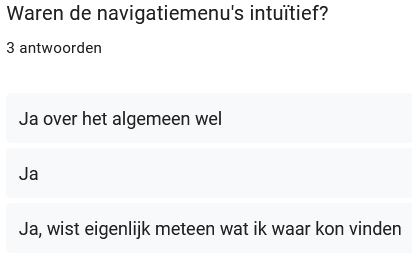 Waren de navigatiemenu's intuïtief?
3 antwoorden
Ja over het algemeen wel
Ja
Ja, wist eigenlijk meteen wat ik waar kon vinden